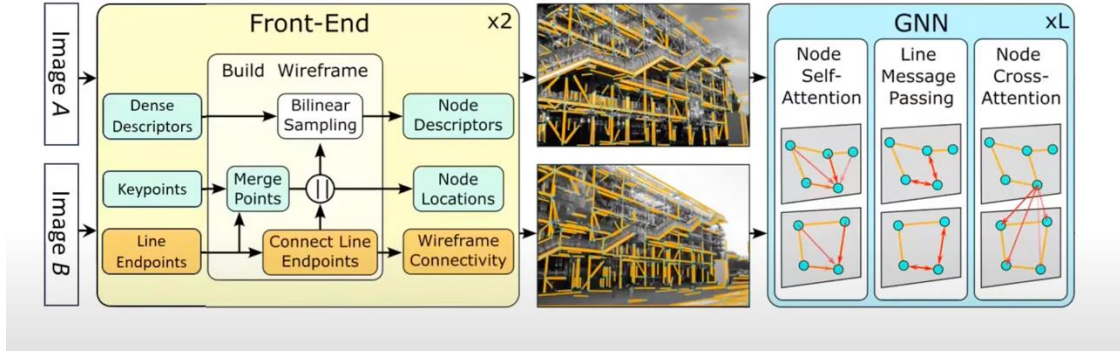 Image A
Image B
Front-End
x2
Build Wireframe
Dense
Descriptors
Bilinear
Sampling
Node
Descriptors
Keypoints
Merge
Points
||
Node
Locations
Line
Endpoints
Connect Line
Endpoints
Wireframe
Connectivity
GNN
xL
Node
Self-
Attention
Line
Message
Passing
Node
Cross-
Attention